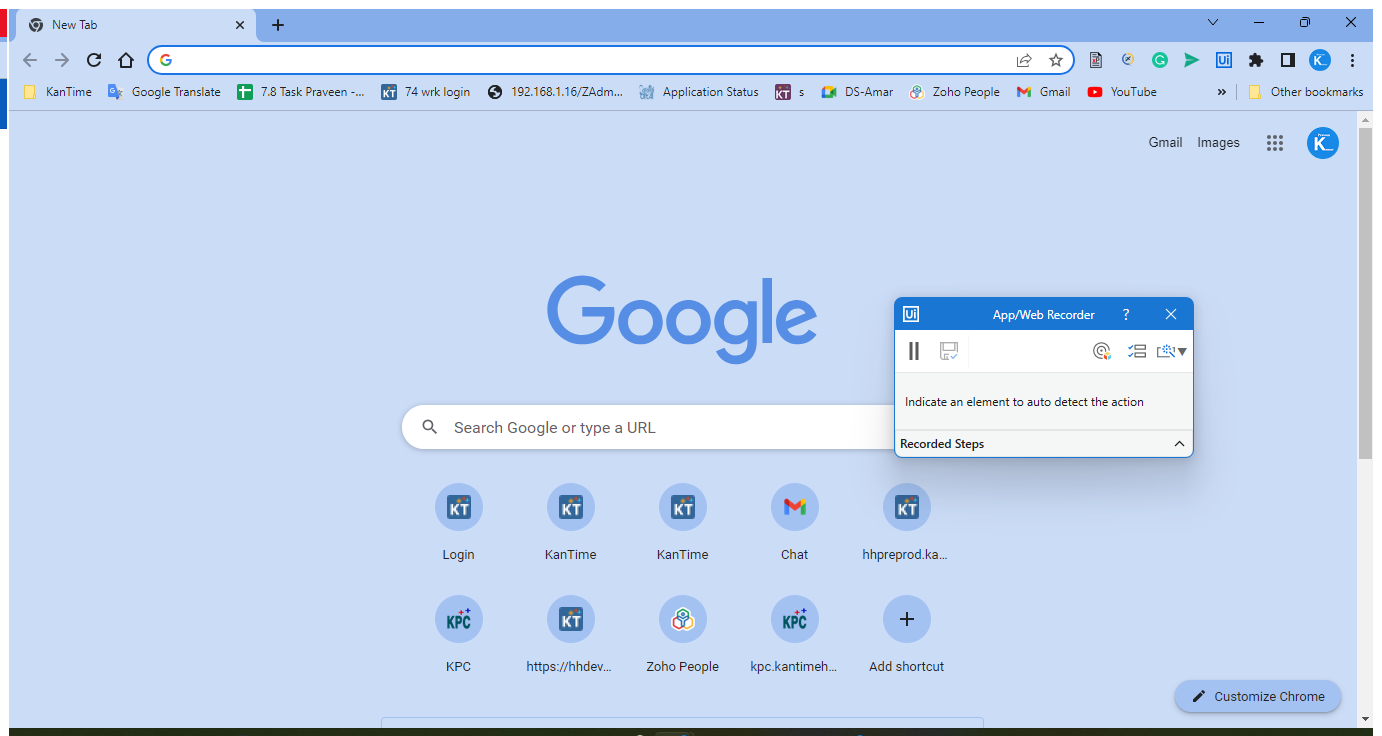 New Tab
KanTime
Google Translate
7.8 Task Praveen -...
74 wrk login
192.168.1.16/ZAdm...
Application Status
s
DS-Amar
Zoho People
Gmail
YouTube
»
Other bookmarks
Gmail
Images
K
Google
Ui
App/Web Recorder
?
Indicate an element to auto detect the action
Recorded Steps
Search Google or type a URL
KT
KT
KT
KT
Login
KanTime
KanTime
Chat
hhpreprod.ka...
KPC
KT
KPC
KPC
https://hhdev...
Zoho People
kpc.kantimeh...
Add shortcut
Customize Chrome